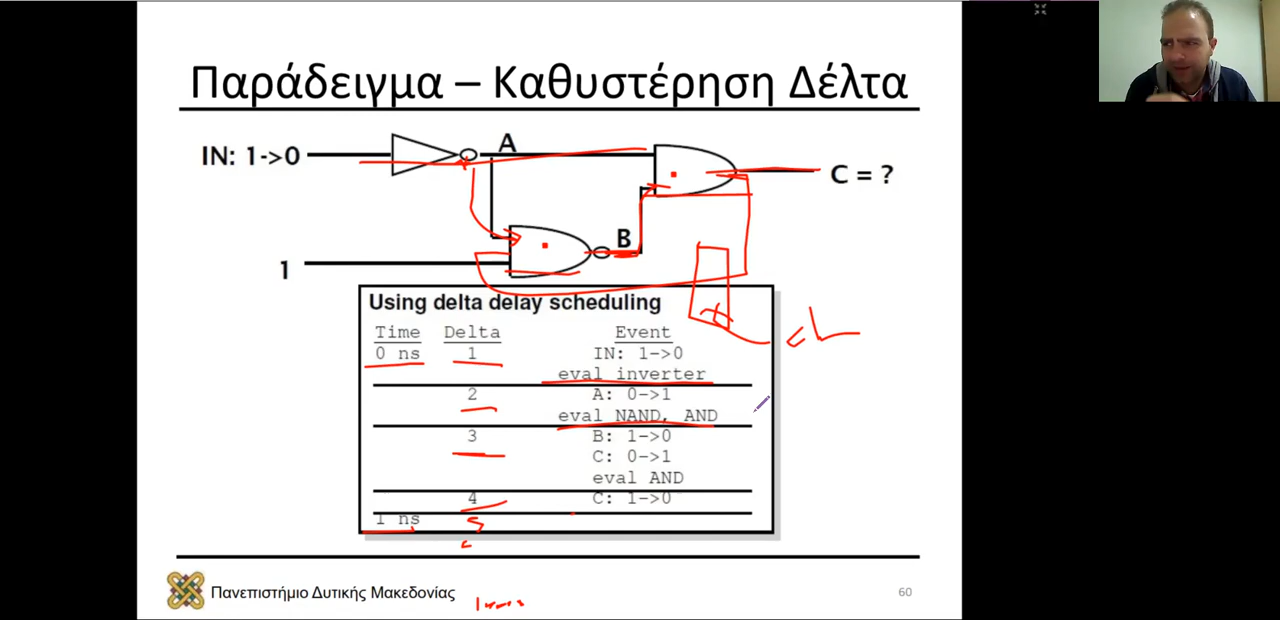 Παράδειγμα – Καθυστέρηση Δέλτα
IN: 1->0
A
C = ?
B
1
Using delta delay scheduling
Time Delta Event
0 ns 1 IN: 1->0
eval inverter
2 A: 0->1
eval NAND, AND
3 B: 1->0
C: 0->1
eval AND
4 C: 1->0
1 ns 5
Πανεπιστήμιο Δυτικής Μακεδονίας
60